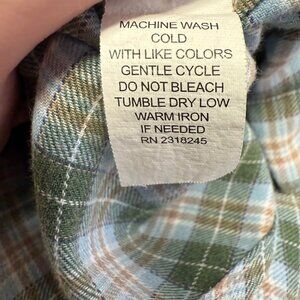 MACHINE WASH
COLD
WITH LIKE COLORS
GENTLE CYCLE
DO NOT BLEACH
TUMBLE DRY LOW
WARM IRON
IF NEEDED
RN 2318245